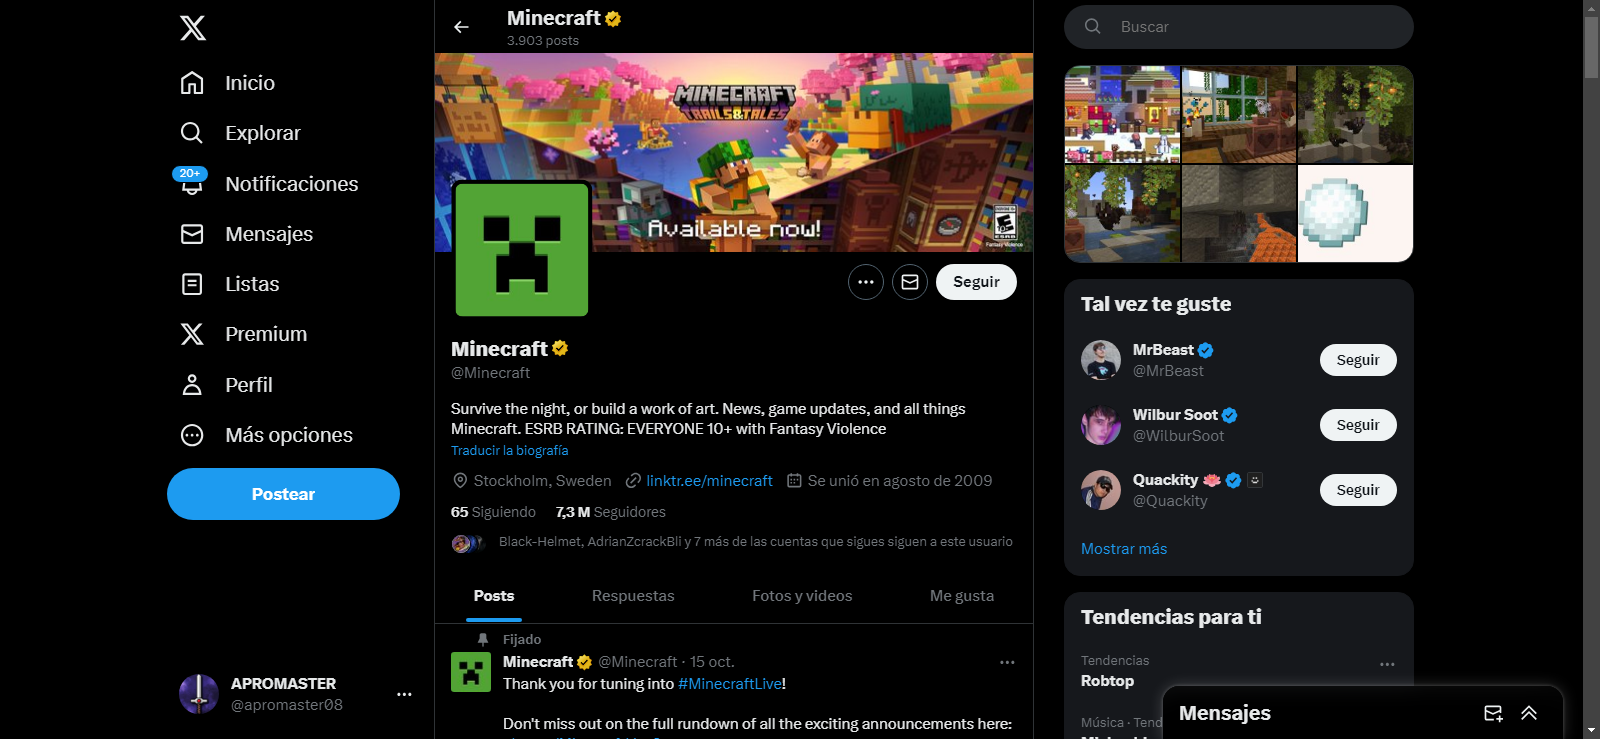 Inicio
Explorar
20+
Notificaciones
Mensajes
Listas
Premium
Perfil
Más opciones
Postear
APROMASTER
@apromaster08
Minecraft
3.903 posts
MINECRAFT
TRAILS & TALES
Available now!
ESRB
Fantasy Violence
Seguir
Minecraft
@Minecraft
Survive the night, or build a work of art. News, game updates, and all things
Minecraft. ESRB RATING: EVERYONE 10+ with Fantasy Violence
Traducir la biografía
Stockholm, Sweden linktr.ee/minecraft Se unió en agosto de 2009
65 Siguiendo 7,3 M Seguidores
Black-Helmet, AdrianZcrackBli y 7 más de las cuentas que sigues siguen a este usuario
Posts Respuestas Fotos y videos Me gusta
Fijado
Minecraft @Minecraft · 15 oct.
Thank you for tuning into #MinecraftLive!
Don't miss out on the full rundown of all the exciting announcements here:
Buscar
Tal vez te guste
MrBeast
@MrBeast
Seguir
Wilbur Soot
@WilburSoot
Seguir
Quackity
@Quackity
Seguir
Mostrar más
Tendencias para ti
Tendencias
Robtop
Música · Tend
Mensajes